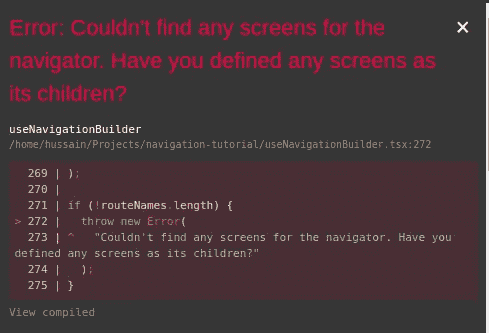 Error: Couldn't find any screens for the
navigator. Have you defined any screens as
its children?
×
useNavigationBuilder
/home/hussain/Projects/navigation-tutorial/useNavigationBuilder.tsx:272
269 | );
270 |
271 | if (!routeNames.length) {
> 272 |   throw new Error(
273 | ^   "Couldn't find any screens for the navigator. Have you
defined any screens as its children?"
274 |   );
275 | }
View compiled